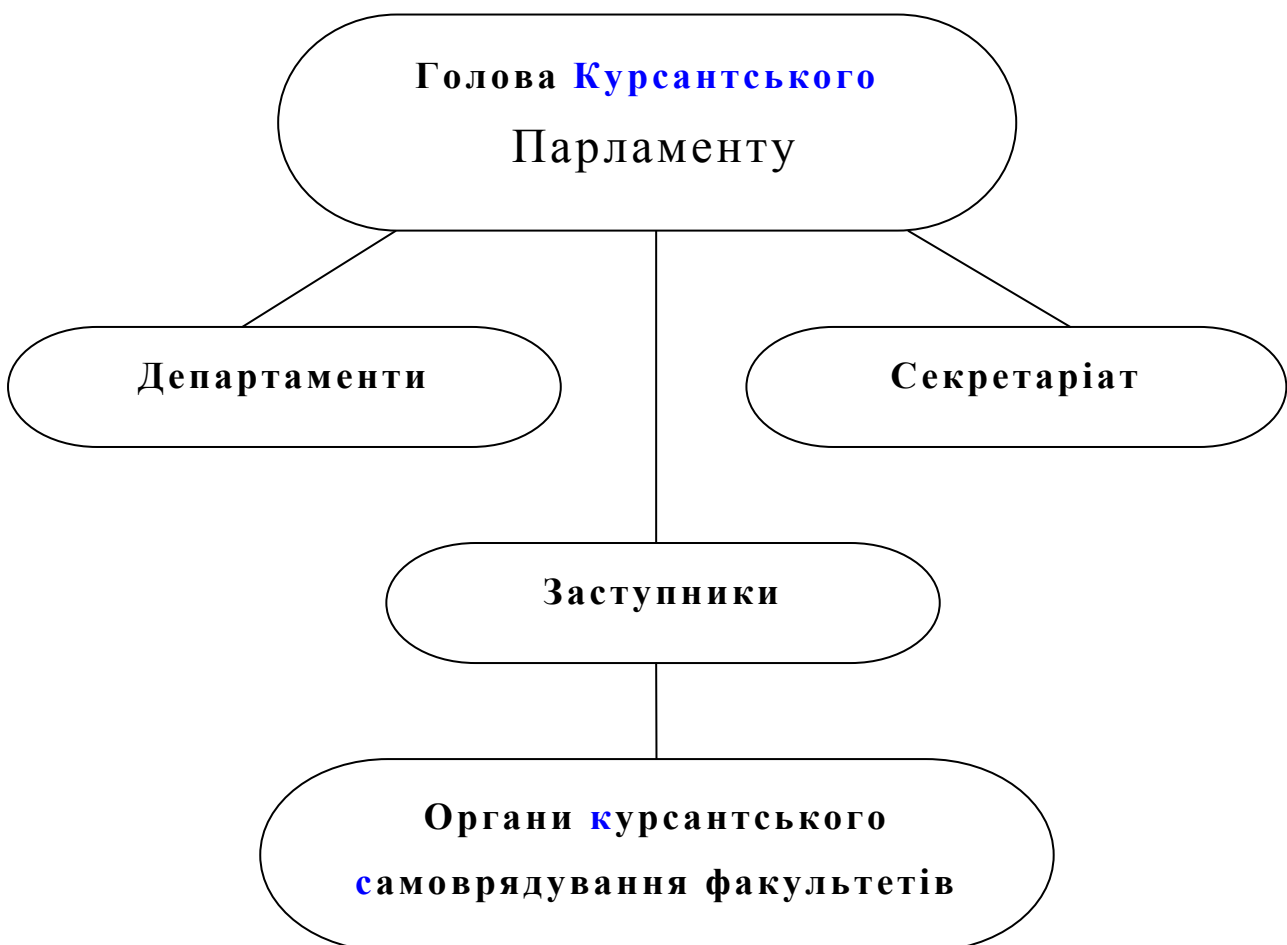 Голова Курсантського
Парламенту
Департаменти
Секретаріат
Заступники
Органи курсантського
самоврядування факультетів